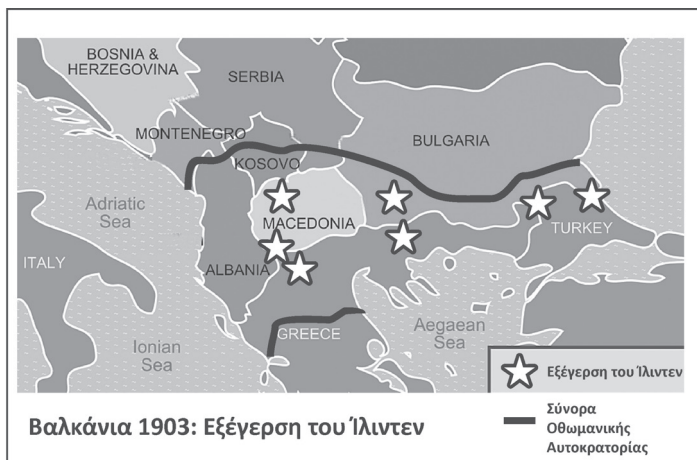 BOSNIA &
HERZEGOVINA
SERBIA
MONTENEGRO
BULGARIA
KOSOVO
Adriatic
Sea
MACEDONIA
TURKEY
ITALY
ALBANIA
Ionian
Sea
GREECE
Aegaean
Sea
Εξέγερση του Ίλιντεν
Σύνορα
Οθωμανικής
Αυτοκρατορίας
Βαλκάνια 1903: Εξέγερση του Ίλιντεν